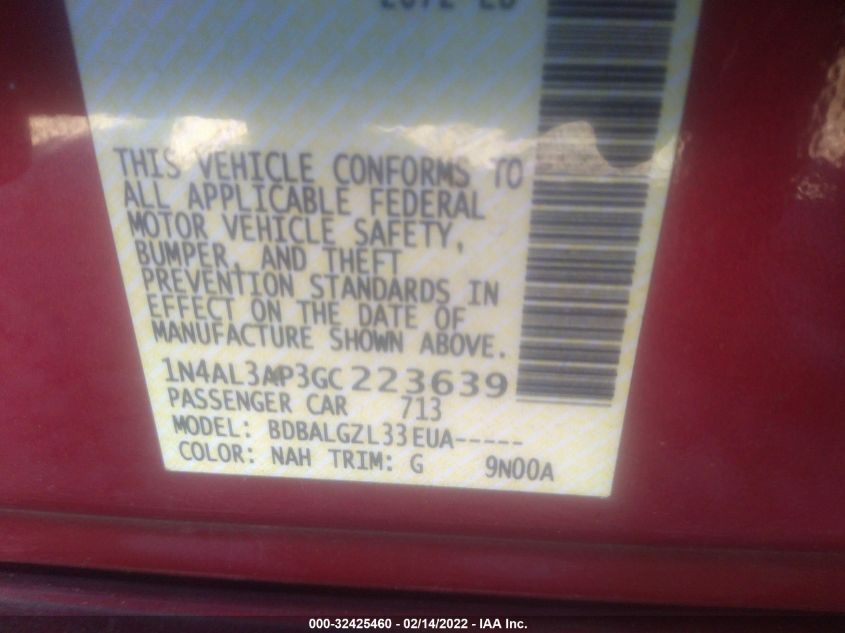 THIS VEHICLE CONFORMS TO
ALL APPLICABLE FEDERAL
MOTOR VEHICLE SAFETY,
BUMPER, AND THEFT
PREVENTION STANDARDS IN
EFFECT ON THE DATE OF
MANUFACTURE SHOWN ABOVE.
1N4AL3AP3GC223639
PASSENGER CAR 713
MODEL: BDBALGZL33EUA-----
COLOR: NAH TRIM: G 9N00A
000-32425460 - 02/14/2022 - IAA Inc.